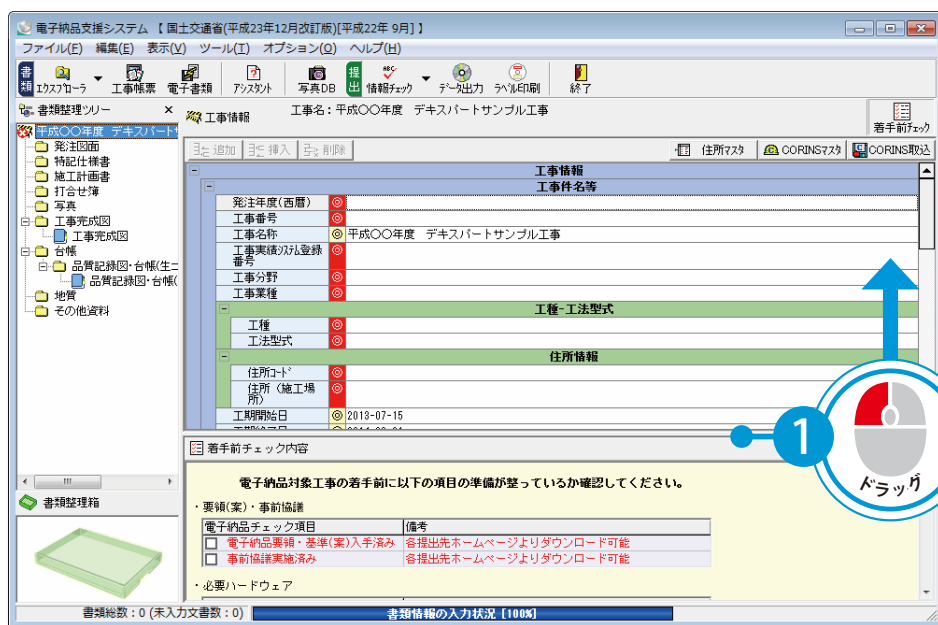 電子納品支援システム 【 国土交通省(平成23年12月改訂版)[平成22年 9月] 】
ファイル(F) 編集(E) 表示(V) ツール(T) オプション(O) ヘルプ(H)
書類 エクスプローラ 工事帳票 電子書類 アシスタント 写真DB 提出 情報チェック データ出力 ラベル印刷 終了
書類整理ツリー ×
工事情報 工事名：平成〇〇年度 デキスパートサンプル工事
着手前チェック
平成〇〇年度 デキスパート
追加 挿入 削除 住所マスタ CORINSマスタ CORINS取込
発注図面
特記仕様書
施工計画書
打合せ簿
写真
工事完成図
工事完成図
台帳
品質記録図・台帳(生コ
品質記録図・台帳(
地質
その他資料
工事情報
工事件名等
発注年度(西暦) ◎
工事番号 ◎
工事名称 ◎ 平成〇〇年度 デキスパートサンプル工事
工事実績システム登録番号 ◎
工事分野 ◎
工事業種 ◎
工種-工法型式
工種 ◎
工法型式 ◎
住所情報
住所コード ◎
住所（施工場所） ◎
工期開始日 ◎ 2013-07-15
1
ドラッグ
着手前チェック内容
電子納品対象工事の着手前に以下の項目の準備が整っているか確認してください。
・要領(案)・事前協議
電子納品チェック項目 備考
電子納品要領・基準(案)入手済み 各提出先ホームページよりダウンロード可能
事前協議実施済み 各提出先ホームページよりダウンロード可能
・必要ハードウェア
書類整理箱
書類総数：0 (未入力文書数：0) 書類情報の入力状況 [100%]